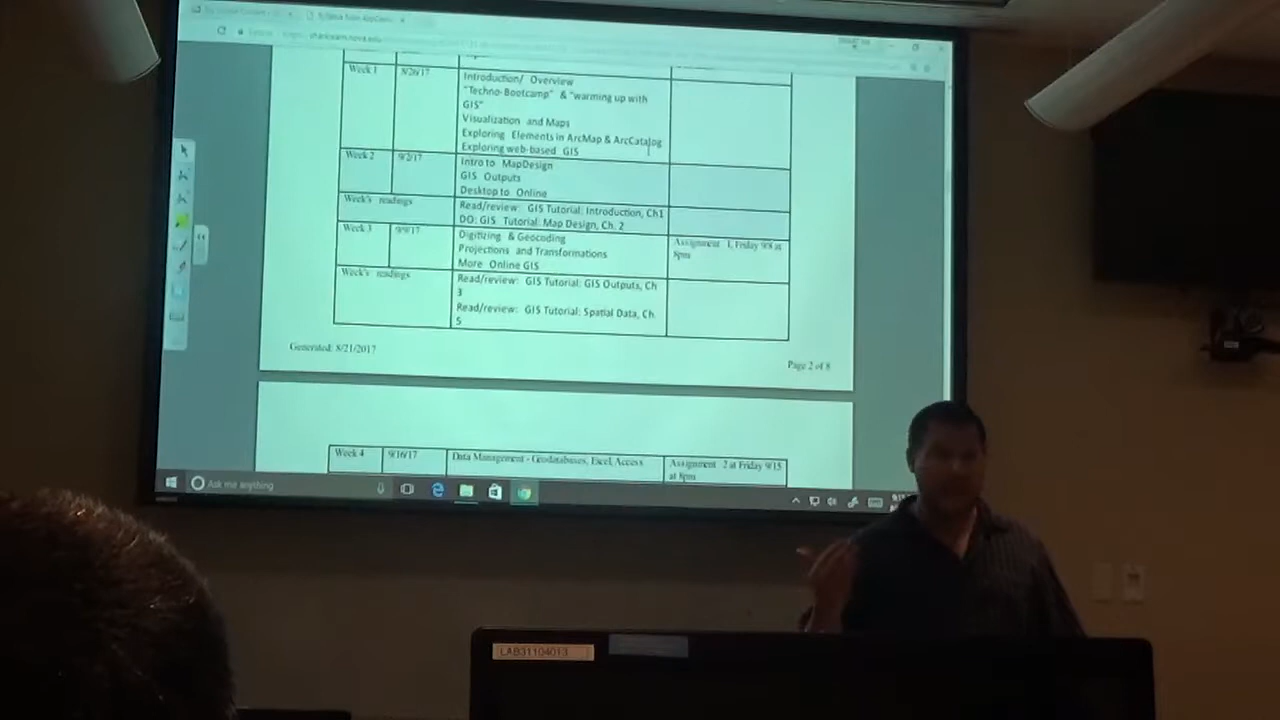 Week 1
8/26/17
Introduction/ Overview
"Techno-Bootcamp" & "warming up with
GIS"
Visualization and Maps
Exploring Elements in ArcMap & ArcCatalog
Exploring web-based GIS
Week 2
9/2/17
Intro to MapDesign
GIS Outputs
Desktop to Online
Week's readings
Read/review: GIS Tutorial: Introduction, Ch1
DO: GIS Tutorial: Map Design, Ch. 2
Week 3
9/9/17
Digitizing & Geocoding
Projections and Transformations
More Online GIS
Assignment 1, Friday 9/8 at
8pm
Week's readings
Read/review: GIS Tutorial: GIS Outputs, Ch
3
Read/review: GIS Tutorial: Spatial Data, Ch.
5
Generated: 8/21/2017
Page 2 of 8
Week 4
9/16/17
Data Management - Geodatabases, Excel, Access
Assignment 2 at Friday 9/15
at 8pm
Ask me anything
LAB31104013